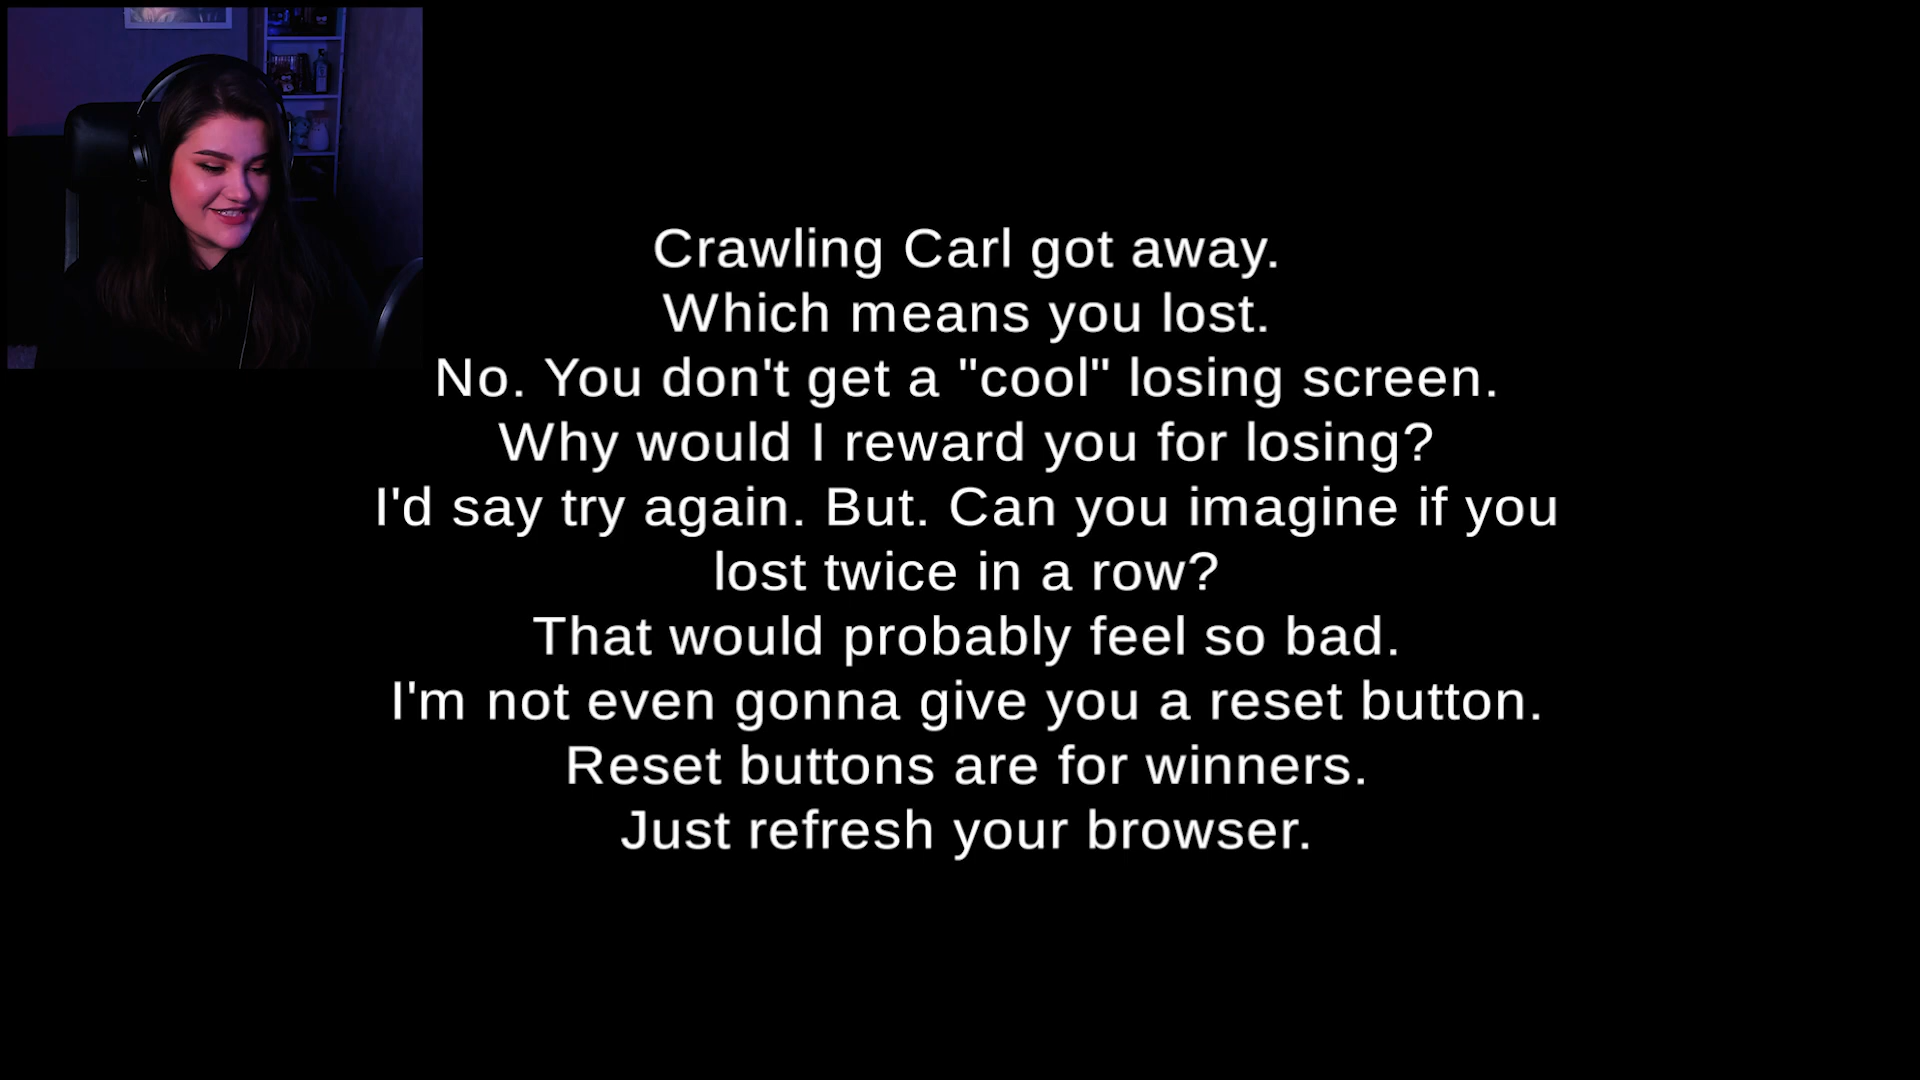 Crawling Carl got away.
Which means you lost.
No. You don't get a "cool" losing screen.
Why would I reward you for losing?
I'd say try again. But. Can you imagine if you
lost twice in a row?
That would probably feel so bad.
I'm not even gonna give you a reset button.
Reset buttons are for winners.
Just refresh your browser.